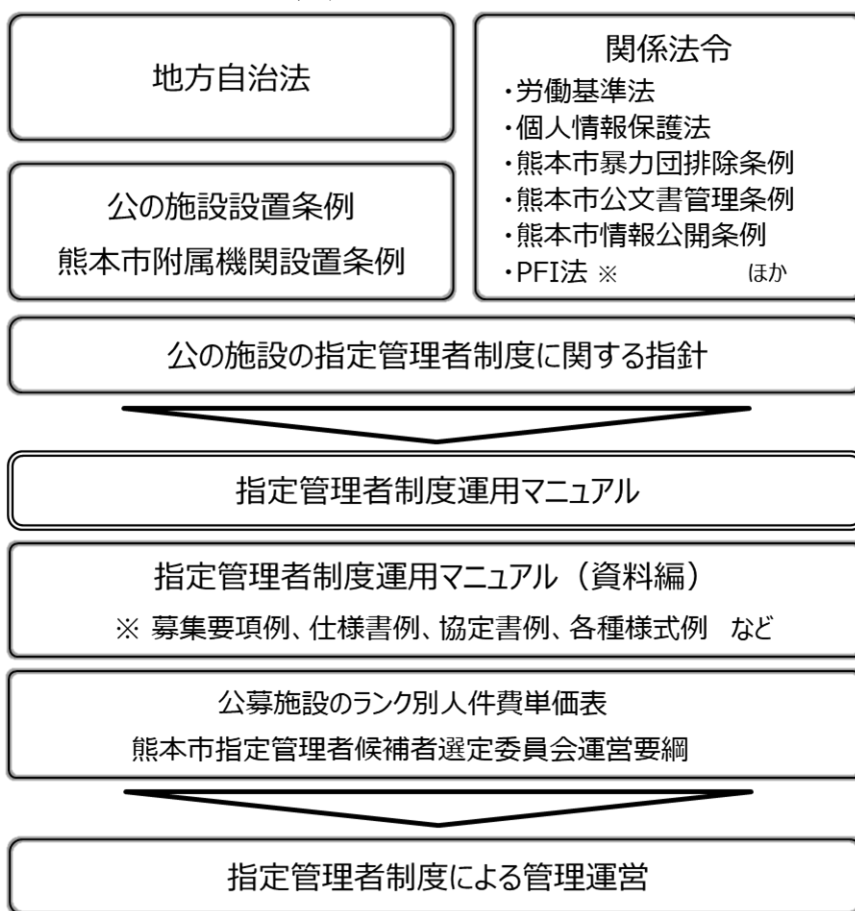 地方自治法
公の施設設置条例
熊本市附属機関設置条例
関係法令
・労働基準法
・個人情報保護法
・熊本市暴力団排除条例
・熊本市公文書管理条例
・熊本市情報公開条例
・PFI法 ※ ほか
公の施設の指定管理者制度に関する指針
指定管理者制度運用マニュアル
指定管理者制度運用マニュアル（資料編）
※ 募集要項例、仕様書例、協定書例、各種様式例 など
公募施設のランク別人件費単価表
熊本市指定管理者候補者選定委員会運営要綱
指定管理者制度による管理運営